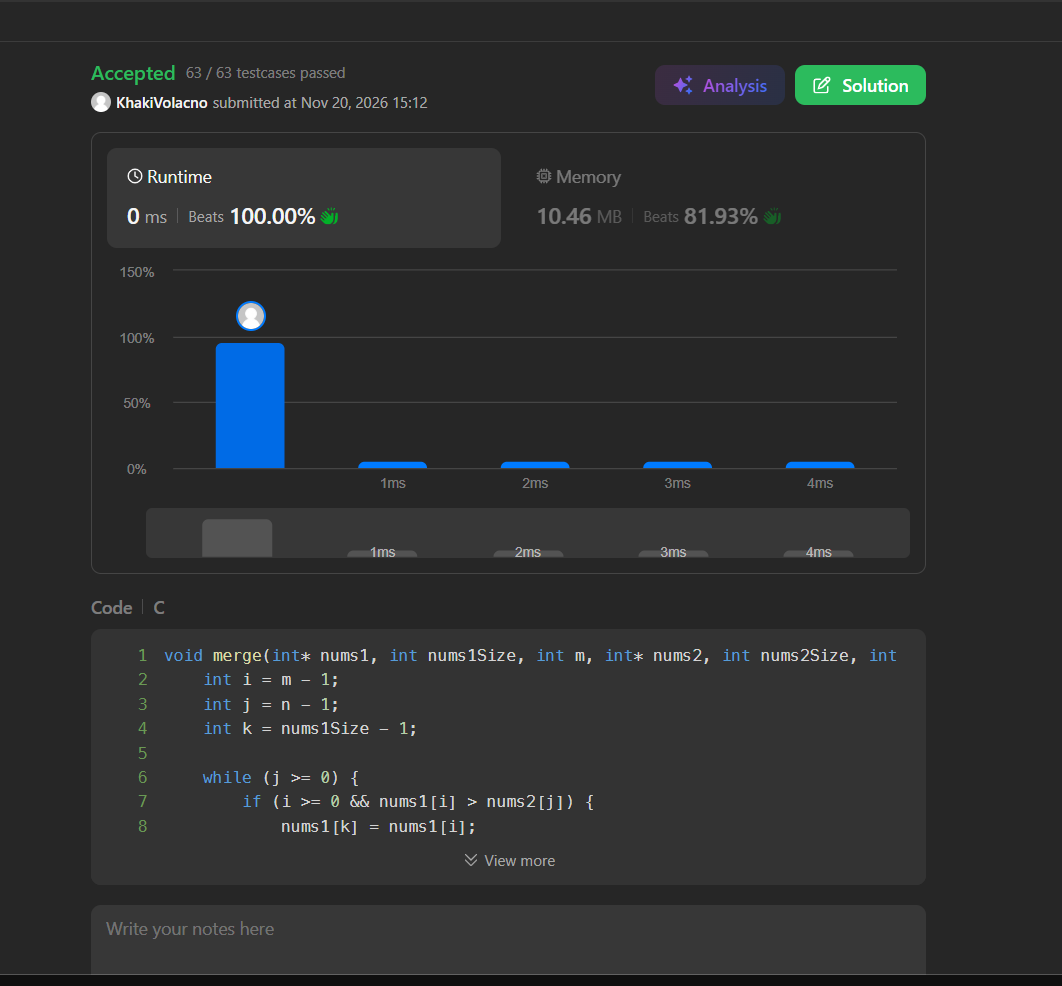 Accepted 63 / 63 testcases passed
KhakiVolacno submitted at Nov 20, 2026 15:12
Analysis
Solution
Runtime
0 ms | Beats 100.00%
Memory
10.46 MB | Beats 81.93%
150%
100%
50%
0%
1ms 2ms 3ms 4ms
1ms 2ms 3ms 4ms
Code | C
1 void merge(int* nums1, int nums1Size, int m, int* nums2, int nums2Size, int
2     int i = m - 1;
3     int j = n - 1;
4     int k = nums1Size - 1;
5
6     while (j >= 0) {
7         if (i >= 0 && nums1[i] > nums2[j]) {
8             nums1[k] = nums1[i];
View more
Write your notes here